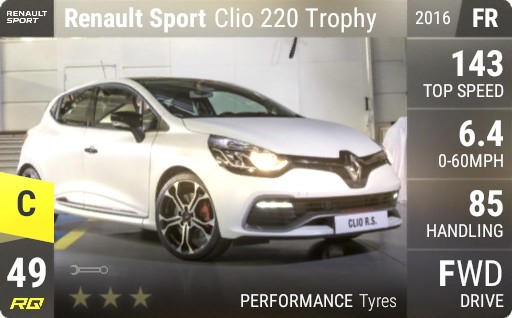 RENAULT SPORT
Renault Sport Clio 220 Trophy
2016 FR
143
TOP SPEED
6.4
0-60MPH
85
HANDLING
FWD
DRIVE
C
49
RQ
CLIO R.S.
PERFORMANCE Tyres